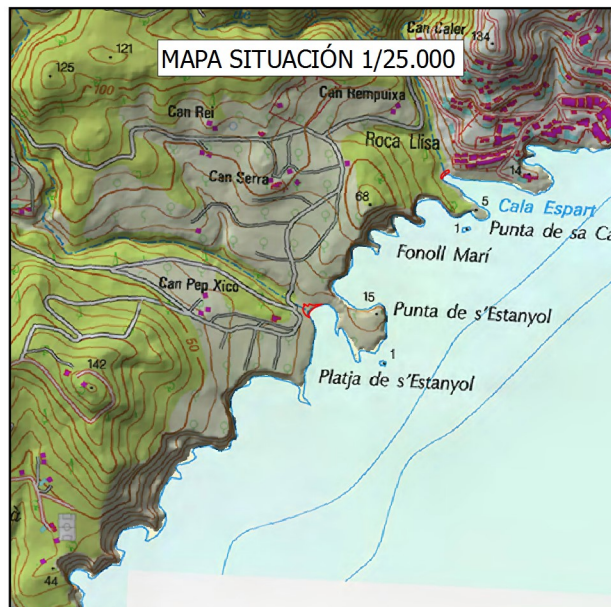 MAPA SITUACIÓN 1/25.000
Can Caler
134
121
125
100
Can Rempuixa
Can Rei
Roca Llisa
Can Serra
14
68
5
Cala Espart
1
Punta de sa Ca
Fonoll Marí
Can Pep Xico
15
Punta de s'Estanyol
50
1
142
Platja de s'Estanyol
à
44